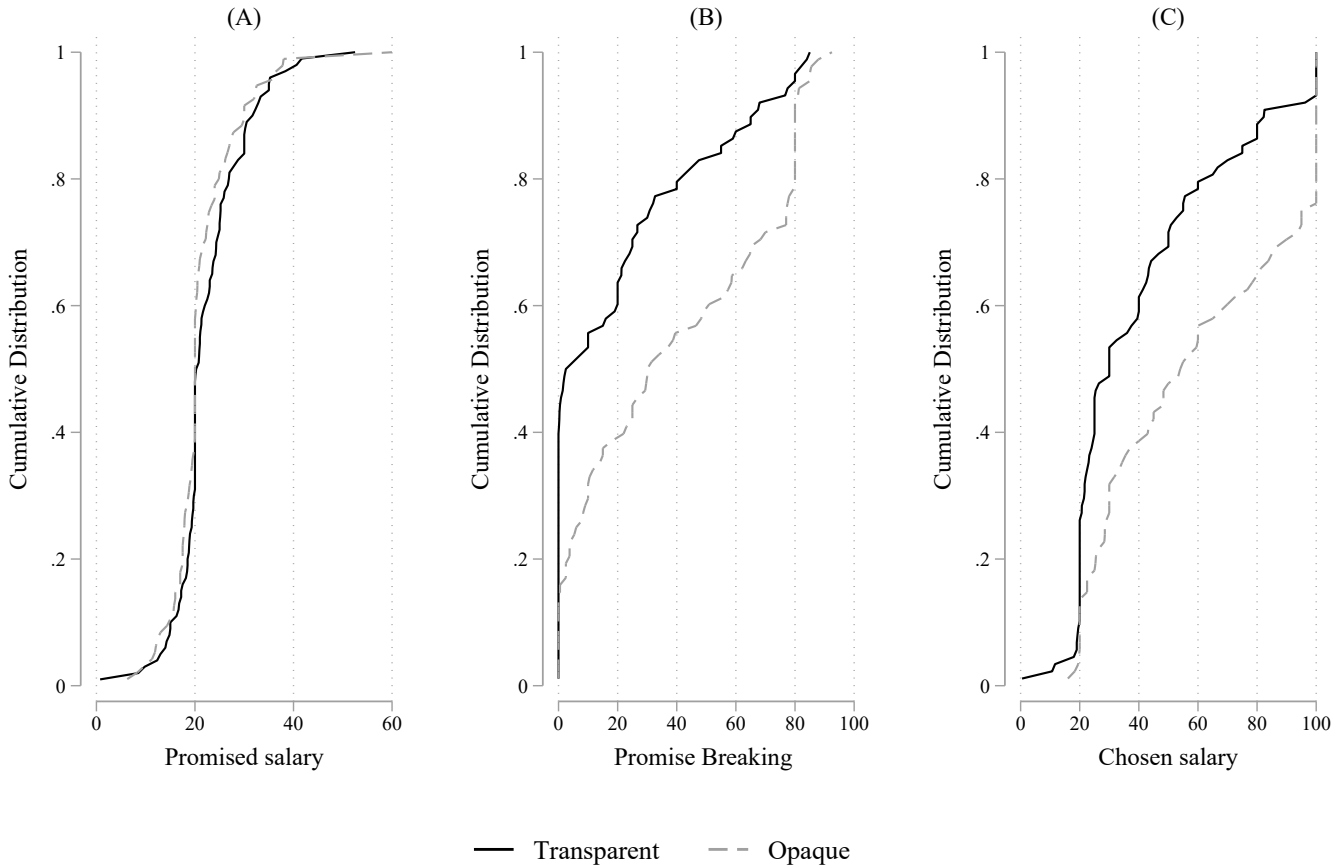 (A)
Cumulative Distribution
1
.8
.6
.4
.2
0
0 20 40 60
Promised salary
(B)
Cumulative Distribution
1
.8
.6
.4
.2
0
0 20 40 60 80 100
Promise Breaking
(C)
Cumulative Distribution
1
.8
.6
.4
.2
0
0 20 40 60 80 100
Chosen salary
Transparent Opaque